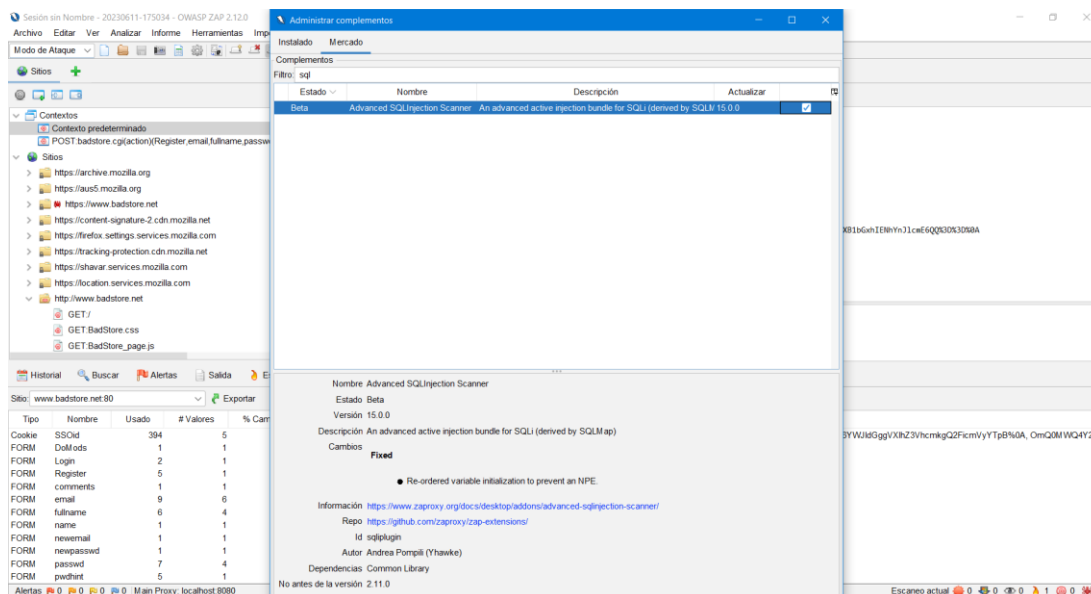 Sesión sin Nombre - 20230611-175034 - OWASP ZAP 2.12.0
Archivo Editar Ver Analizar Informe Herramientas
Modo de Ataque
Sitios
Contextos
Contexto predeterminado
POST:badstore.cgi(action)(Register,email,fullname,passw
Sitios
https://archive.mozilla.org
https://aus5.mozilla.org
https://www.badstore.net
https://content-signature-2.cdn.mozilla.net
https://firefox.settings.services.mozilla.com
https://tracking-protection.cdn.mozilla.net
https://shavar.services.mozilla.com
https://location.services.mozilla.com
http://www.badstore.net
GET:/
GET:BadStore.css
GET:BadStore_page.js
Historial Buscar Alertas Salida
Sitio: www.badstore.net:80 Exportar
Tipo Nombre Usado # Valores % Cam
Cookie SSOid 394 5
FORM DoMods 1 1
FORM Login 2 1
FORM Register 5 1
FORM comments 1 1
FORM email 9 6
FORM fullname 6 4
FORM name 1 1
FORM newemail 1 1
FORM newpasswd 1 1
FORM passwd 7 4
FORM pwdhint 5 1
Alertas 0 0 0 0 Main Proxy: localhost:8080
Administrar complementos
Instalado Mercado
Complementos
Filtro: sql
Estado Nombre Descripción Actualizar
Beta Advanced SQLInjection Scanner An advanced active injection bundle for SQLi (derived by SQLM 15.0.0
Nombre Advanced SQLInjection Scanner
Estado Beta
Versión 15.0.0
Descripción An advanced active injection bundle for SQLi (derived by SQLMap)
Cambios
Fixed
● Re-ordered variable initialization to prevent an NPE.
Información https://www.zaproxy.org/docs/desktop/addons/advanced-sqlinjection-scanner/
Repo https://github.com/zaproxy/zap-extensions/
Id sqliplugin
Autor Andrea Pompili (Yhawke)
Dependencias Common Library
No antes de la versión 2.11.0
Escaneo actual 0 0 0 1 0